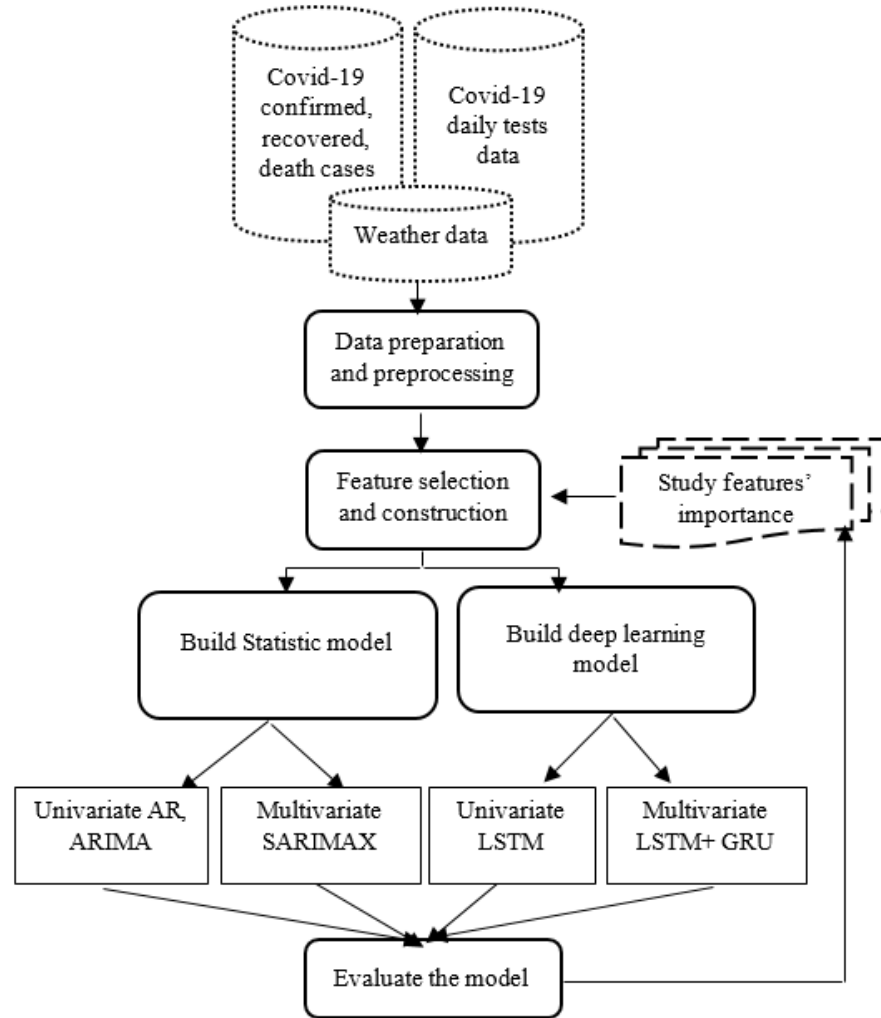 Covid-19
confirmed,
recovered,
death cases
Covid-19
daily tests
data
Weather data
Data preparation
and preprocessing
Feature selection
and construction
Study features’
importance
Build Statistic model
Build deep learning
model
Univariate AR,
ARIMA
Multivariate
SARIMAX
Univariate
LSTM
Multivariate
LSTM+ GRU
Evaluate the model